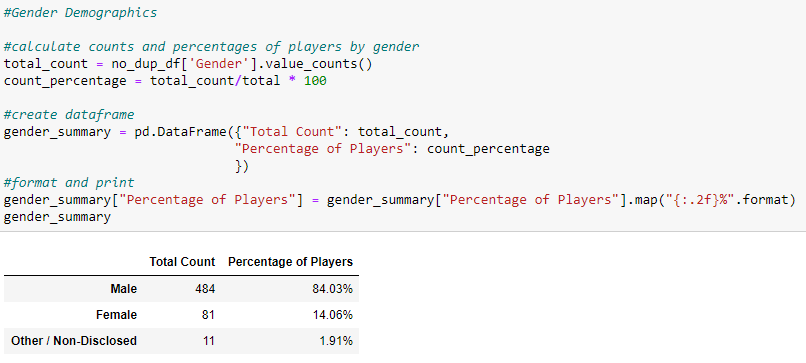 #Gender Demographics
#calculate counts and percentages of players by gender
total_count = no_dup_df['Gender'].value_counts()
count_percentage = total_count/total * 100
#create dataframe
gender_summary = pd.DataFrame({"Total Count": total_count,
"Percentage of Players": count_percentage
})
#format and print
gender_summary["Percentage of Players"] = gender_summary["Percentage of Players"].map("{:.2f}%".format)
gender_summary
Total Count Percentage of Players
Male 484 84.03%
Female 81 14.06%
Other / Non-Disclosed 11 1.91%